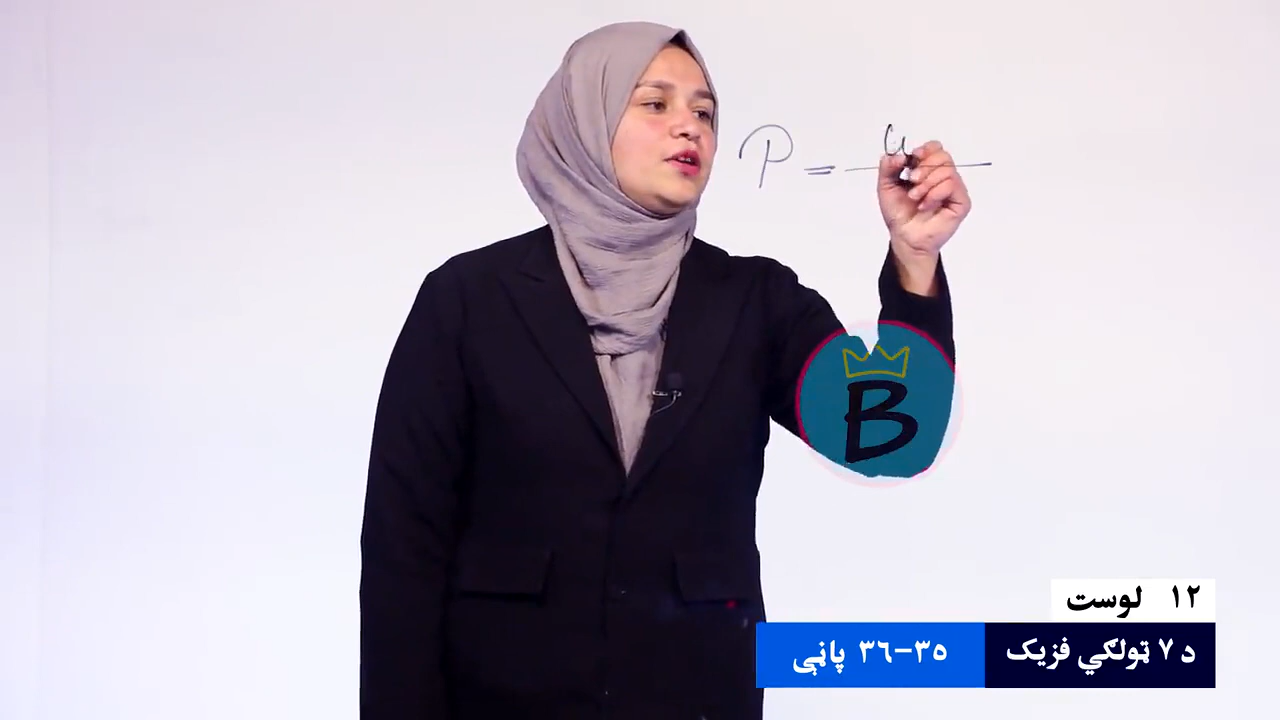 P =
B
۱۲ لوست
د ۷ ټولګي فزیک
۳۵–۳۶ پاڼې